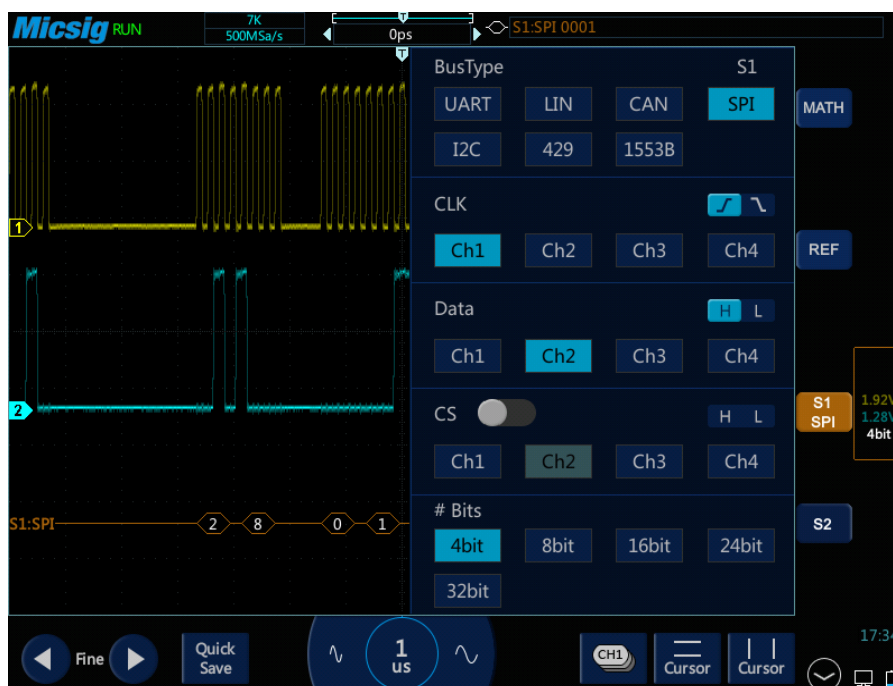 Micsig RUN 7K 500MSa/s T 0ps S1:SPI 0001
T
BusType S1
UART LIN CAN SPI MATH
I2C 429 1553B
CLK
1
Ch1 Ch2 Ch3 Ch4 REF
Data H L
Ch1 Ch2 Ch3 Ch4
2
CS H L
S1 SPI
1.92V
1.28V
4bit
Ch1 Ch2 Ch3 Ch4
# Bits
S1:SPI 2 8 0 1 S2
4bit 8bit 16bit 24bit
32bit
17:34
Fine Quick Save 1 us CH1 Cursor Cursor